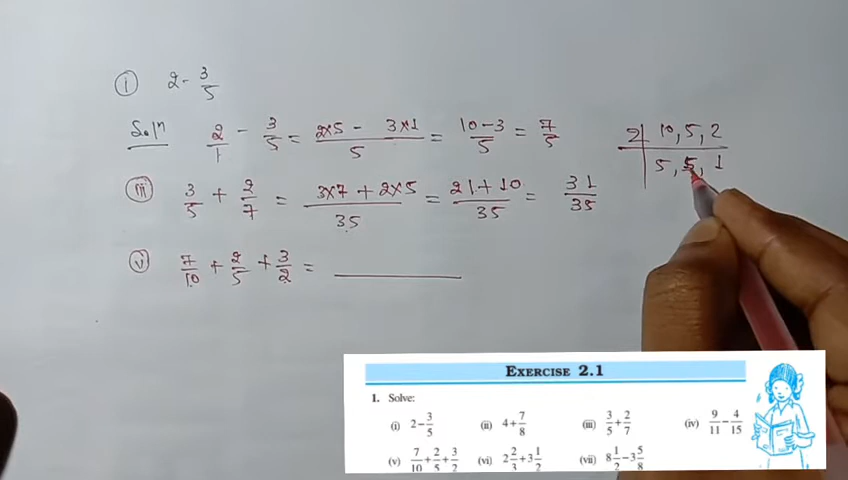 (i) 2 - 3/5
Soln 2/1 - 3/5 = (2×5 - 3×1)/5 = (10-3)/5 = 7/5
(iii) 3/5 + 2/7 = (3×7 + 2×5)/35 = (21+10)/35 = 31/35
(v) 7/10 + 2/5 + 3/2 =
2 | 10, 5, 2
5, 5, 1
EXERCISE 2.1
1. Solve:
(i) 2 - 3/5 (ii) 4 + 7/8 (iii) 3/5 + 2/7 (iv) 9/11 - 4/15
(v) 7/10 + 2/5 + 3/2 (vi) 2 2/3 + 3 1/2 (vii) 8 1/2 - 3 5/8